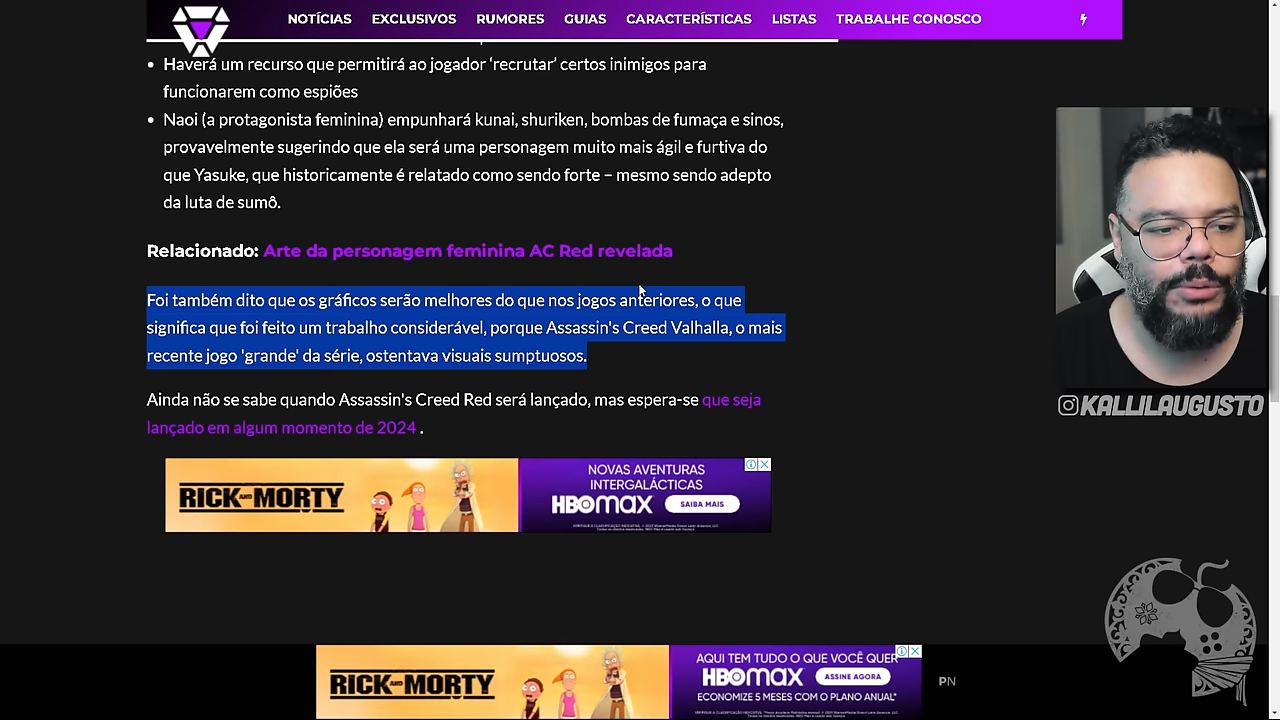 NOTÍCIAS EXCLUSIVOS RUMORES GUIAS CARACTERÍSTICAS LISTAS TRABALHE CONOSCO
Haverá um recurso que permitirá ao jogador 'recrutar' certos inimigos para
funcionarem como espiões
Naoi (a protagonista feminina) empunhará kunai, shuriken, bombas de fumaça e sinos,
provavelmente sugerindo que ela será uma personagem muito mais ágil e furtiva do
que Yasuke, que historicamente é relatado como sendo forte – mesmo sendo adepto
da luta de sumô.
Relacionado: Arte da personagem feminina AC Red revelada
Foi também dito que os gráficos serão melhores do que nos jogos anteriores, o que
significa que foi feito um trabalho considerável, porque Assassin's Creed Valhalla, o mais
recente jogo 'grande' da série, ostentava visuais sumptuosos.
Ainda não se sabe quando Assassin's Creed Red será lançado, mas espera-se que seja
lançado em algum momento de 2024 .
KALLILAUGUSTO
RICK AND MORTY
NOVAS AVENTURAS
INTERGALÁCTICAS
HBOMAX SAIBA MAIS
RICK AND MORTY
AQUI TEM TUDO O QUE VOCÊ QUER
HBOMAX ASSINE AGORA
ECONOMIZE 5 MESES COM O PLANO ANUAL*
PN